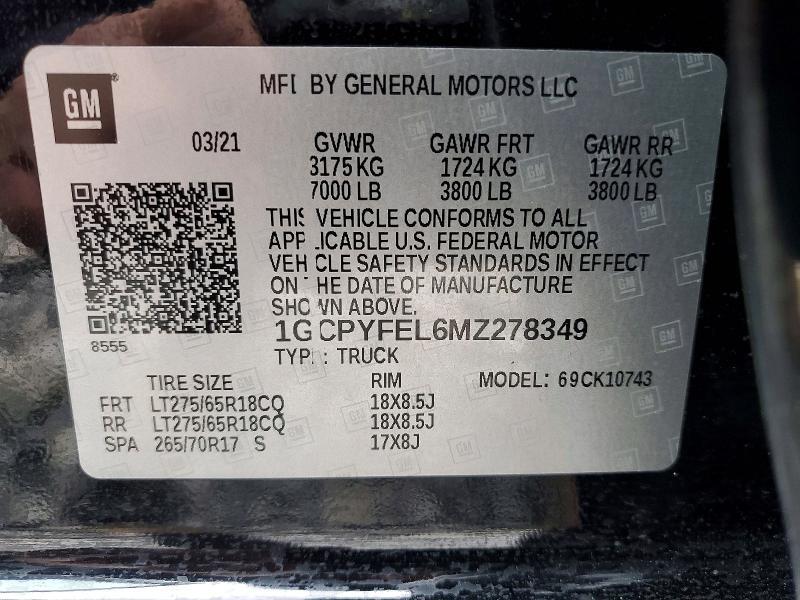 GM
MFD BY GENERAL MOTORS LLC
03/21
GVWR GAWR FRT GAWR RR
3175 KG 1724 KG 1724 KG
7000 LB 3800 LB 3800 LB
THIS VEHICLE CONFORMS TO ALL
APPLICABLE U.S. FEDERAL MOTOR
VEHICLE SAFETY STANDARDS IN EFFECT
ON THE DATE OF MANUFACTURE
SHOWN ABOVE.
1GCPYFEL6MZ278349
8555
TYPE: TRUCK
TIRE SIZE RIM MODEL: 69CK10743
FRT LT275/65R18CQ 18X8.5J
RR LT275/65R18CQ 18X8.5J
SPA 265/70R17 S 17X8J